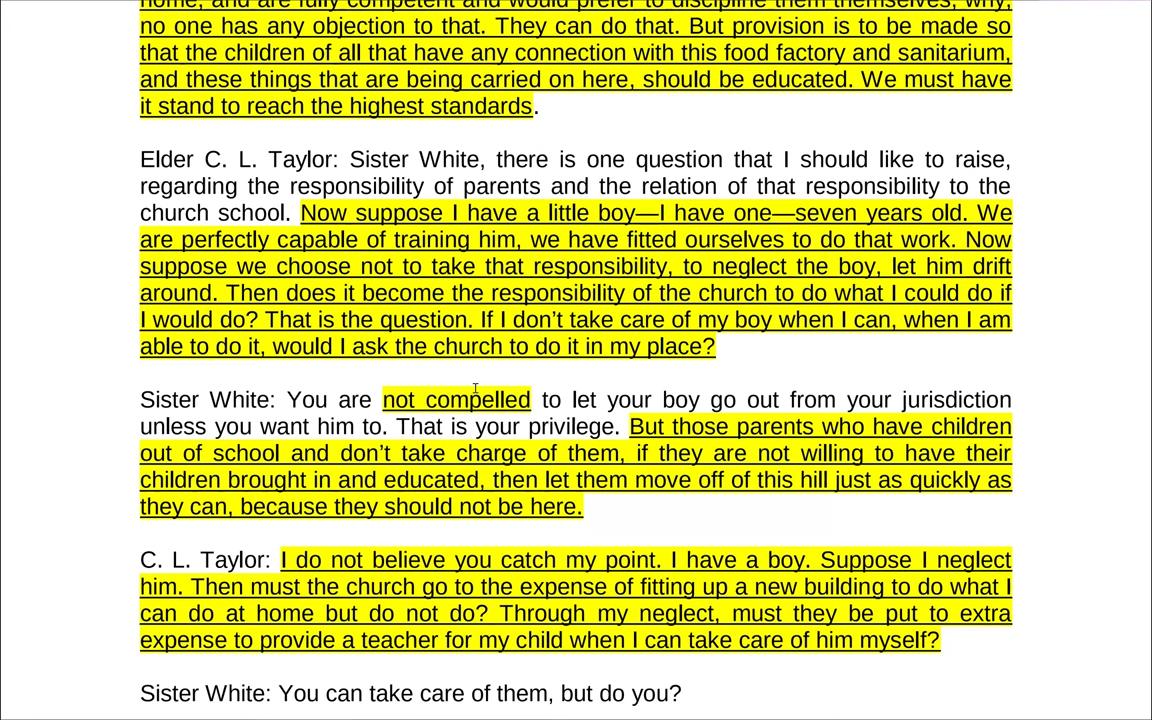 home, and are fully competent and would prefer to discipline them themselves, why,
no one has any objection to that. They can do that. But provision is to be made so
that the children of all that have any connection with this food factory and sanitarium,
and these things that are being carried on here, should be educated. We must have
it stand to reach the highest standards.
Elder C. L. Taylor: Sister White, there is one question that I should like to raise,
regarding the responsibility of parents and the relation of that responsibility to the
church school. Now suppose I have a little boy—I have one—seven years old. We
are perfectly capable of training him, we have fitted ourselves to do that work. Now
suppose we choose not to take that responsibility, to neglect the boy, let him drift
around. Then does it become the responsibility of the church to do what I could do if
I would do? That is the question. If I don’t take care of my boy when I can, when I am
able to do it, would I ask the church to do it in my place?
Sister White: You are not compelled to let your boy go out from your jurisdiction
unless you want him to. That is your privilege. But those parents who have children
out of school and don’t take charge of them, if they are not willing to have their
children brought in and educated, then let them move off of this hill just as quickly as
they can, because they should not be here.
C. L. Taylor: I do not believe you catch my point. I have a boy. Suppose I neglect
him. Then must the church go to the expense of fitting up a new building to do what I
can do at home but do not do? Through my neglect, must they be put to extra
expense to provide a teacher for my child when I can take care of him myself?
Sister White: You can take care of them, but do you?